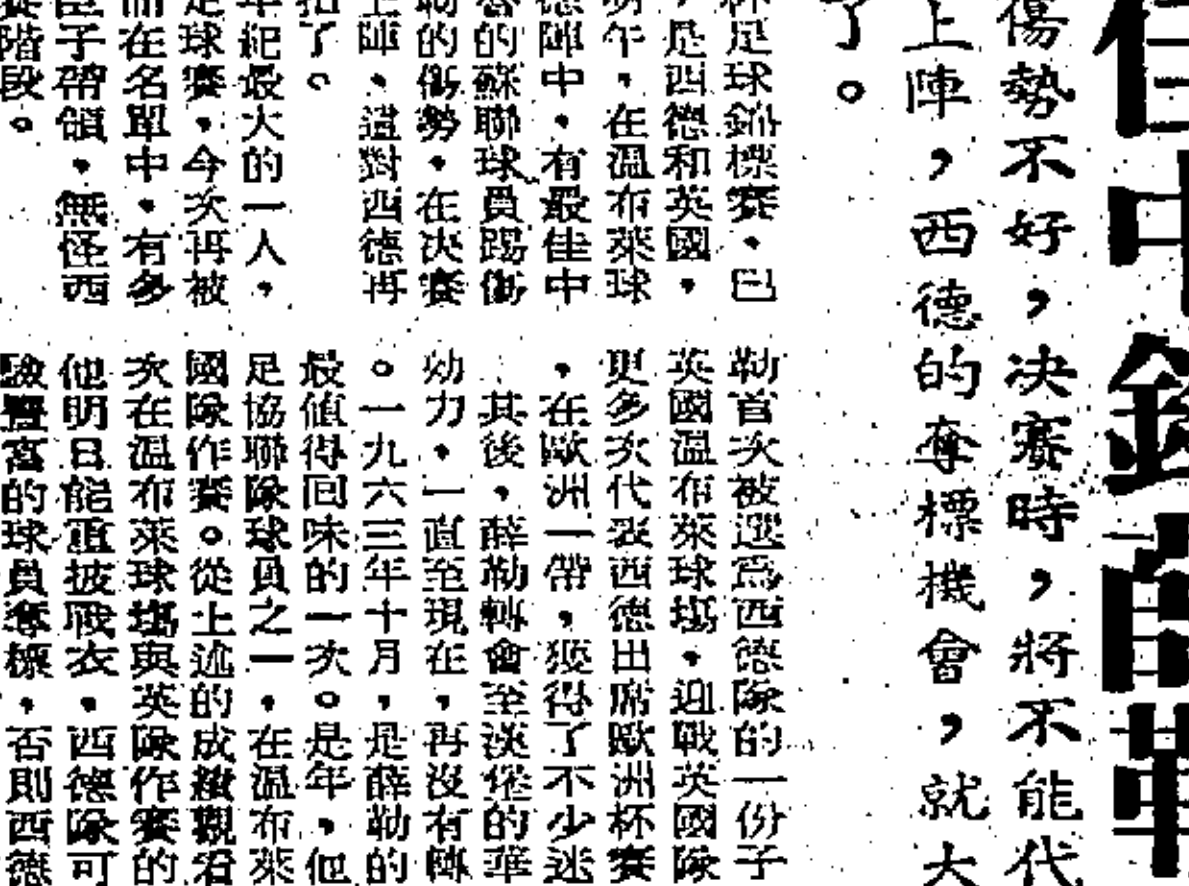 任中鋒
傷勢不好，決賽時，將不能代
上陣，西德的奪標機會，就大
了。
杯足球錦標賽，已
，是西德和英國，
午，在溫布萊球
德陣中，有最佳中
的蘇聯球員踢傷
勒的傷勢，在決賽
上陣，這對西德再
扣了。
年紀最大的一人，
足球賽，今次再被
而在名單中，有多
臣子帶領，無怪西
階段。
勒首次被選為西德隊的一份子
英國溫布萊球場，迎戰英國隊
更多次代表西德出席歐洲杯賽
，在歐洲一帶，獲得了不少迷
其後，薛勒轉會至漢堡的華
幼力，一直至現在，再沒有轉
。一九六三年十月，是薛勒的
最值得回味的一次。是年，他
足協聯隊球員之一，在溫布萊
國隊作賽。從上述的成績觀看
次在溫布萊球場與英隊作賽的
他明日能重披戰衣，西德隊可
驗豐富的球員奪標，否則西德